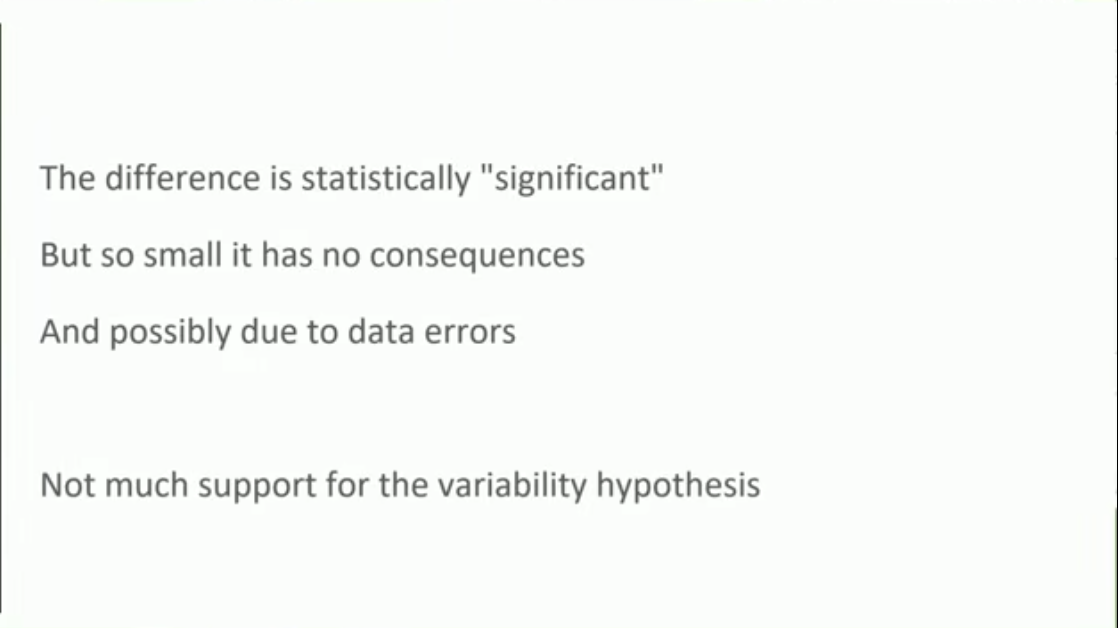 The difference is statistically "significant"
But so small it has no consequences
And possibly due to data errors
Not much support for the variability hypothesis